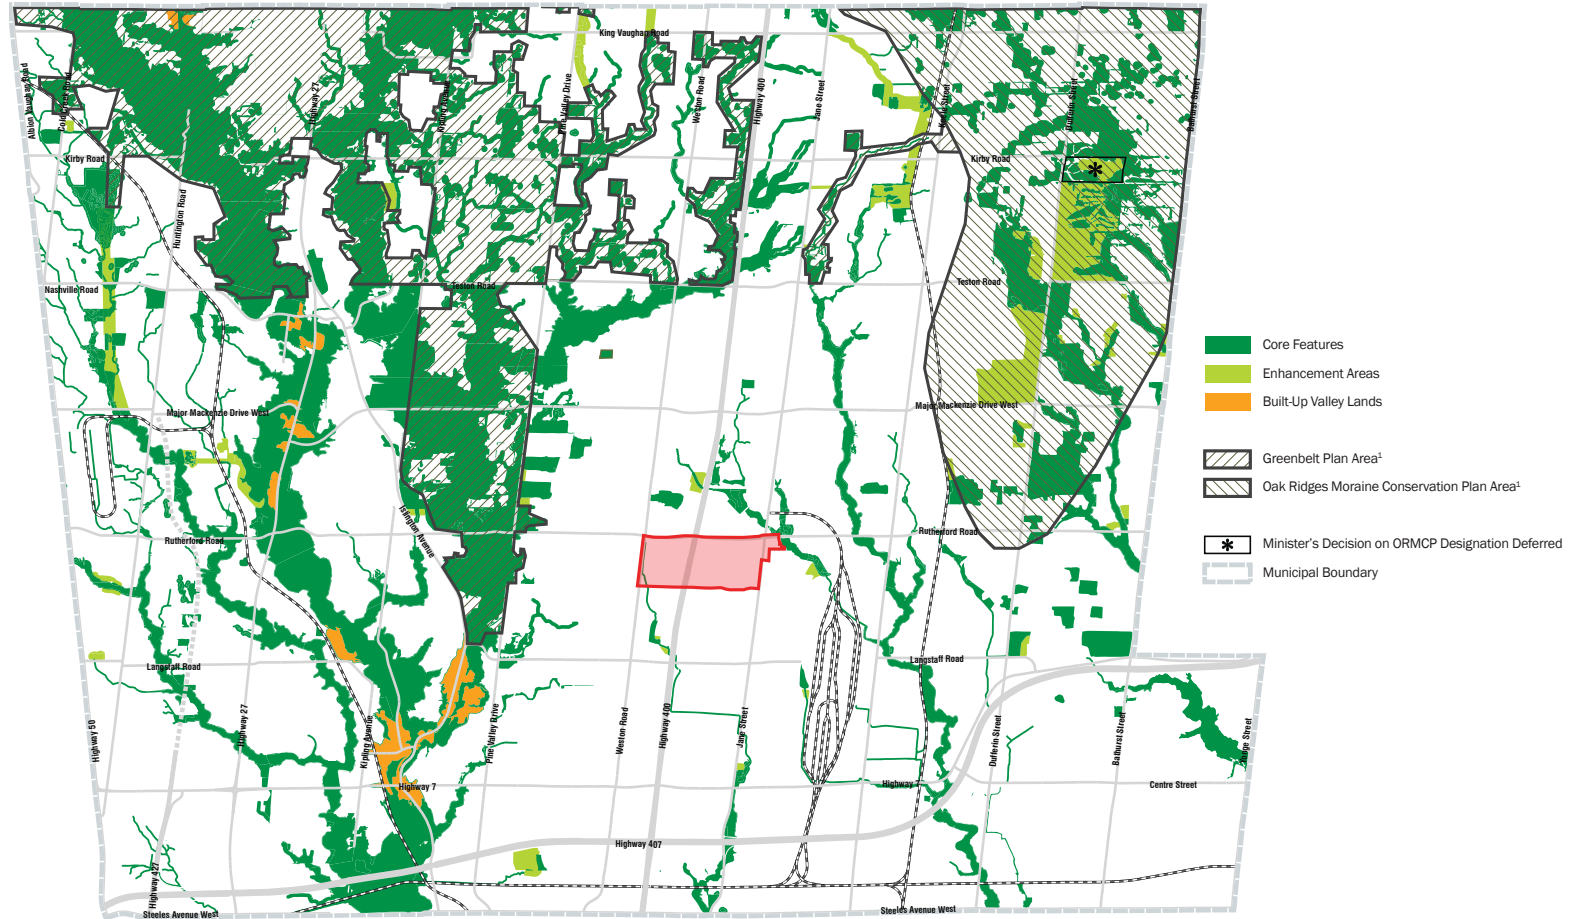 King Vaughan Road
Albion Vaughan Road
Cold Creek Road
Highway 27
Kipling Avenue
Pine Valley Drive
Weston Road
Highway 400
Jane Street
Keele Street
Dufferin Street
Bathurst Street
Kirby Road
Kirby Road
*
Huntington Road
Nashville Road
Teston Road
Teston Road
Core Features
Enhancement Areas
Built-Up Valley Lands
Major Mackenzie Drive West
Major Mackenzie Drive West
Greenbelt Plan Area¹
Oak Ridges Moraine Conservation Plan Area¹
Islington Avenue
Rutherford Road
Rutherford Road
* Minister's Decision on ORMCP Designation Deferred
Municipal Boundary
Langstaff Road
Langstaff Road
Highway 50
Highway 27
Kipling Avenue
Pine Valley Drive
Weston Road
Highway 400
Jane Street
Dufferin Street
Bathurst Street
Yonge Street
Highway 7
Highway 7
Centre Street
Highway 407
Highway 427
Steeles Avenue West
Steeles Avenue West